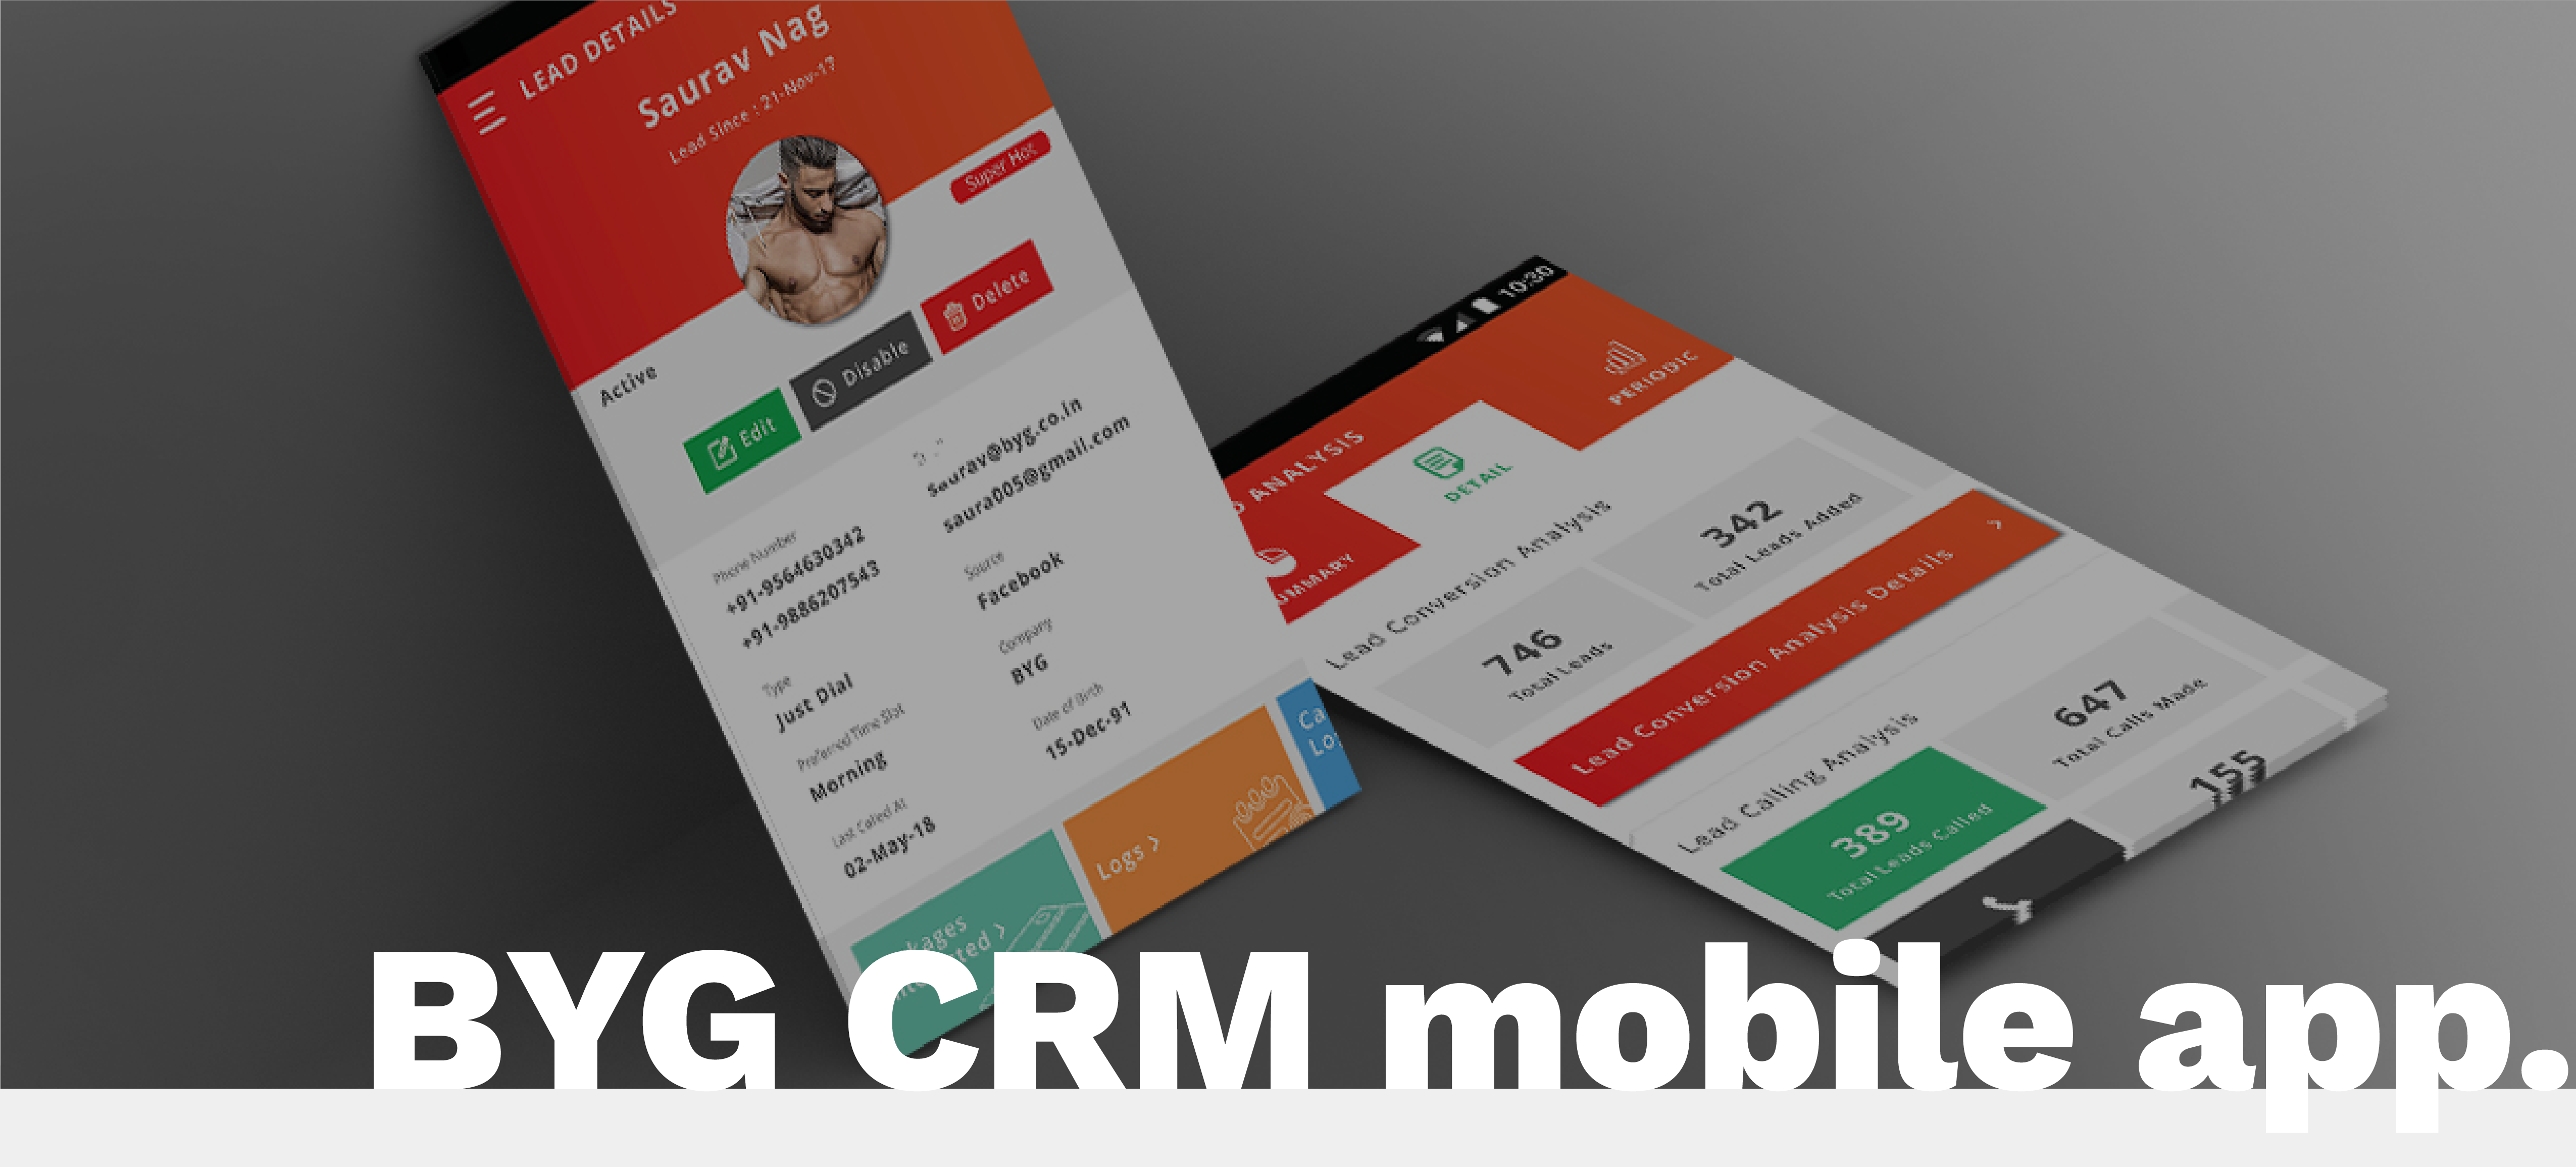 LEAD DETAILS
Saurav Nag
Lead Since : 21-Nov-17
Super Hot
Active
Edit
Disable
Delete
Saurav@byg.co.in
saura005@gmail.com
Phone Number
+91-9564630342
+91-9886207543
Source
Facebook
Type
Just Dial
Company
BYG
Preferred Time Slot
Morning
Date of Birth
15-Dec-91
Last Called At
02-May-18
Logs >
10:30
ANALYSIS
PERIODIC
DETAIL
Lead Conversion Analysis
746
Total Leads
342
Total Leads Added
Lead Conversion Analysis Details >
Lead Calling Analysis
389
Total Leads Called
647
Total Calls Made
155
BYG CRM mobile app.